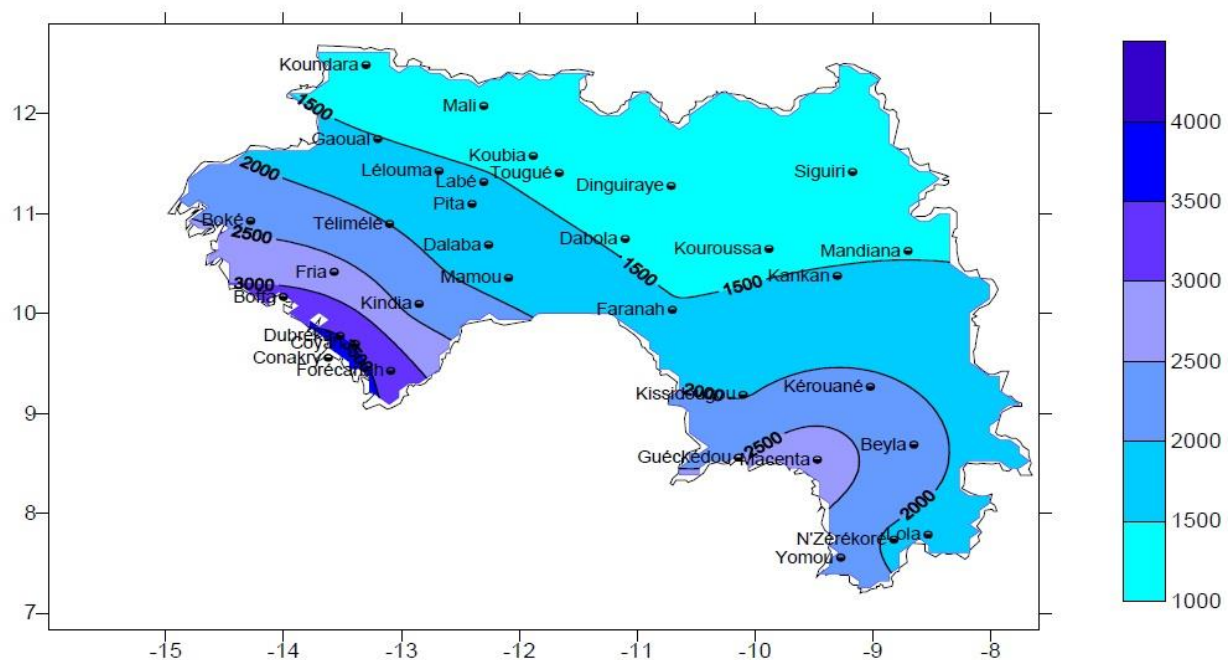 Koundara
12
1500
Mali
4000
Gaoual
Koubia
2000
Lélouma
Tougué
Siguiri
Labé
Dinguiraye
3500
11
Pita
Boké
Télimélé
2500
Dalaba
Dabola
Kouroussa
Mandiana
3000
Fria
Mamou
1500
1500
Kankan
3000
Boffa
Kindia
10
Faranah
Dubréka
Coya
2500
Conakry
Forécariah
2000
Kissidougou
Kérouané
9
2000
2500
Beyla
Guéckédou
Macenta
8
2000
1500
N'Zérékoré
Lola
Yomou
7
1000
-15 -14 -13 -12 -11 -10 -9 -8